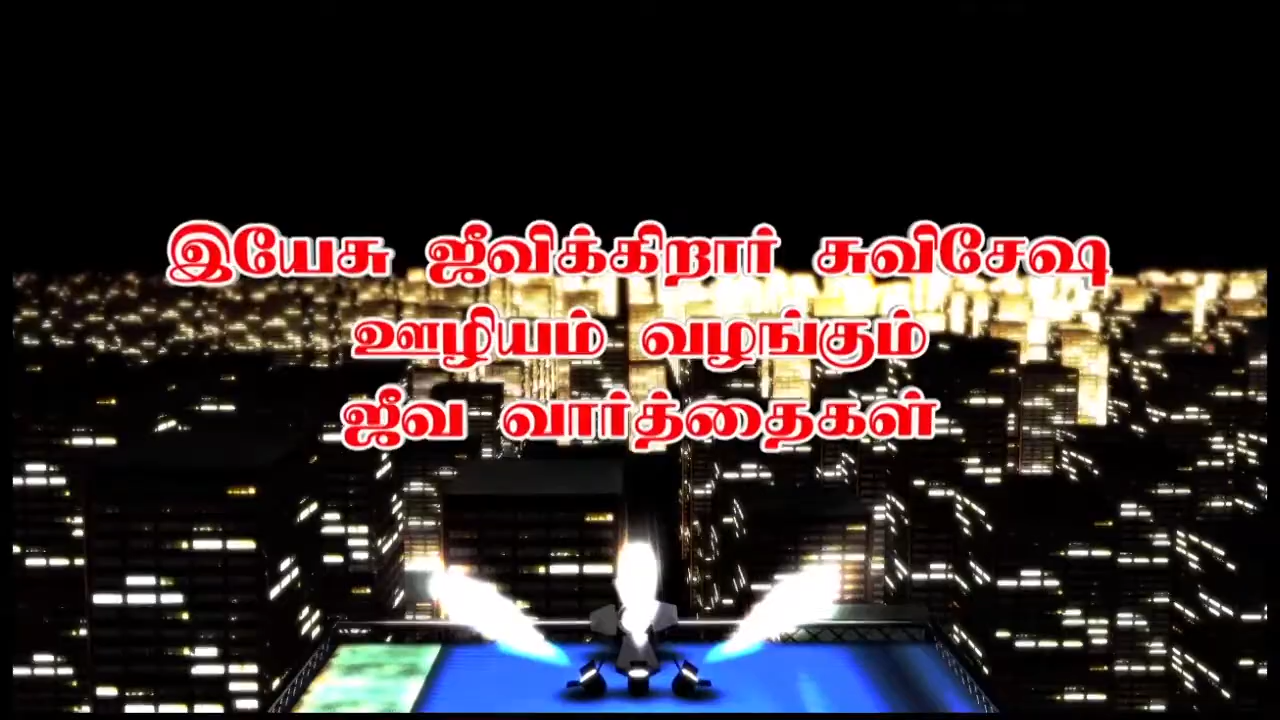 இயேசு ஜீவிக்கிறார் சுவிசேஷ
ஊழியம் வழங்கும்
ஜீவ வார்த்தைகள்